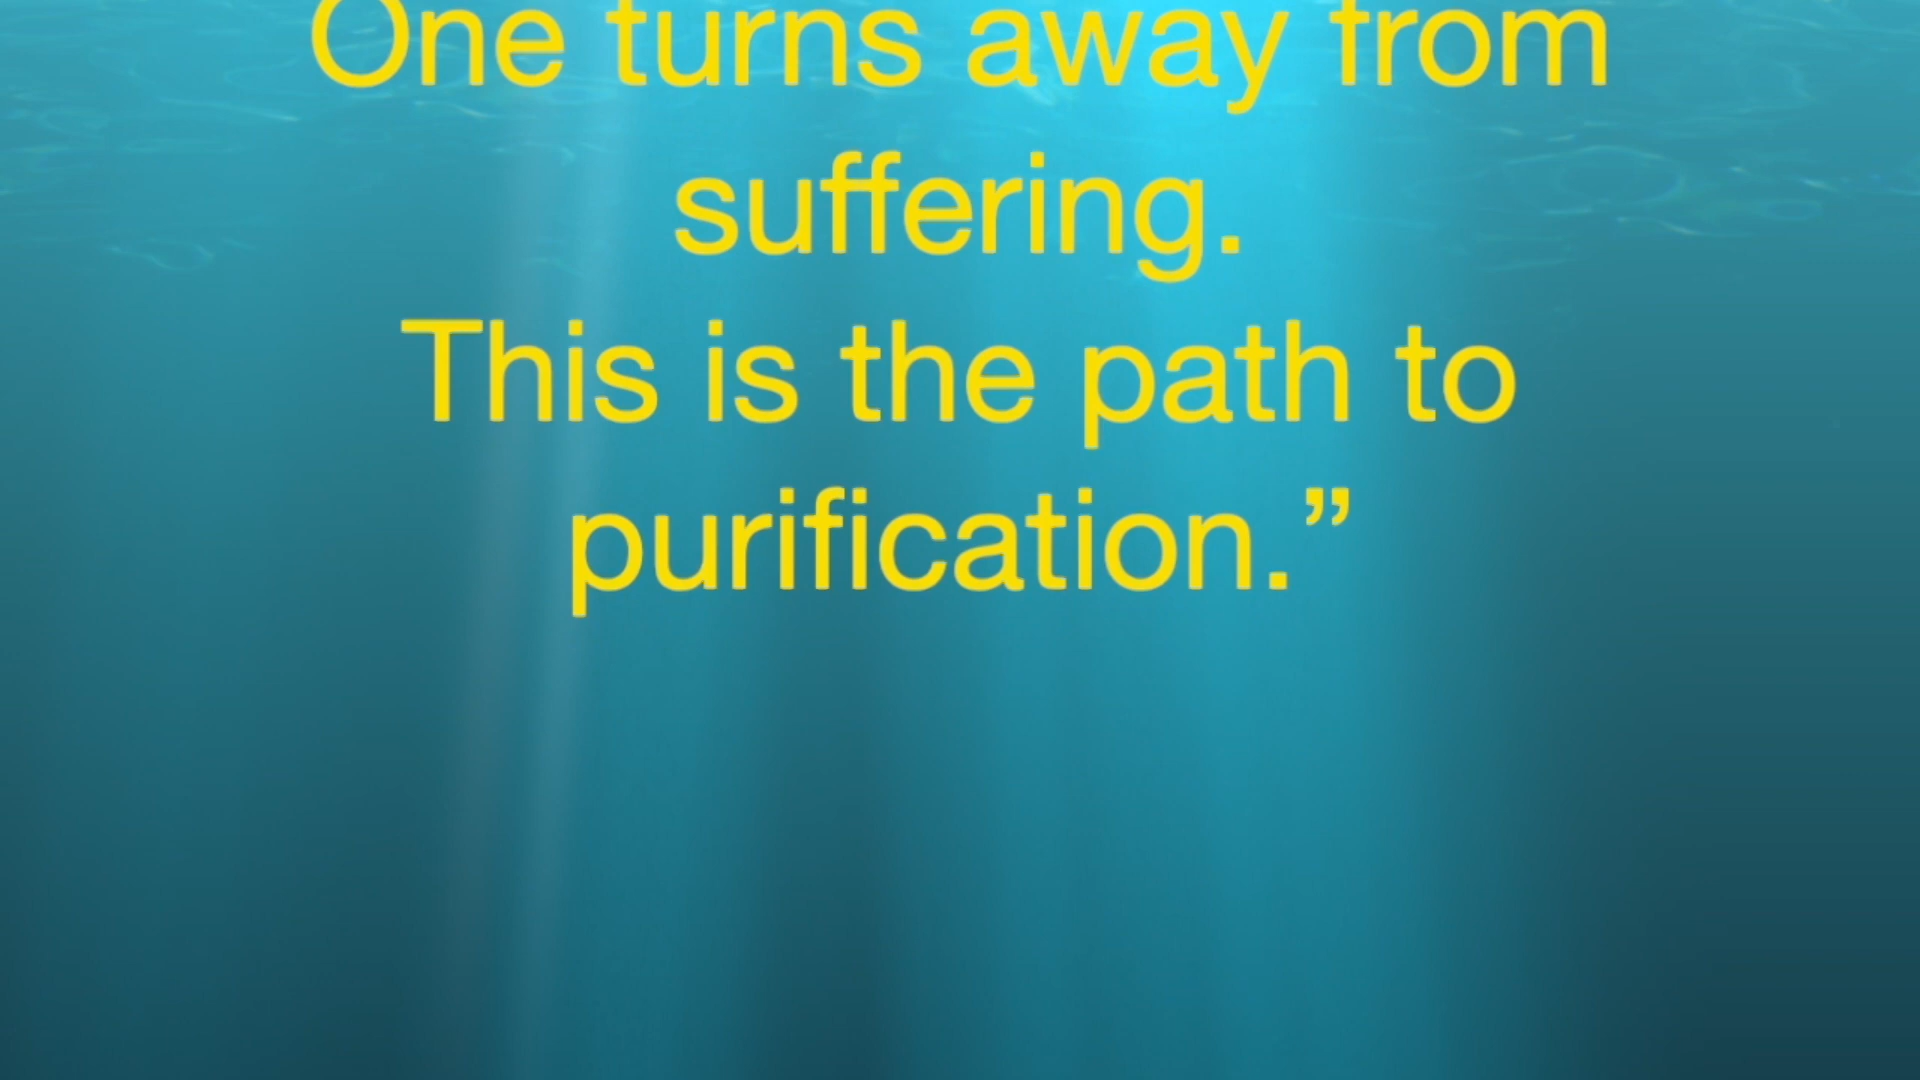 One turns away from
suffering.
This is the path to
purification.”